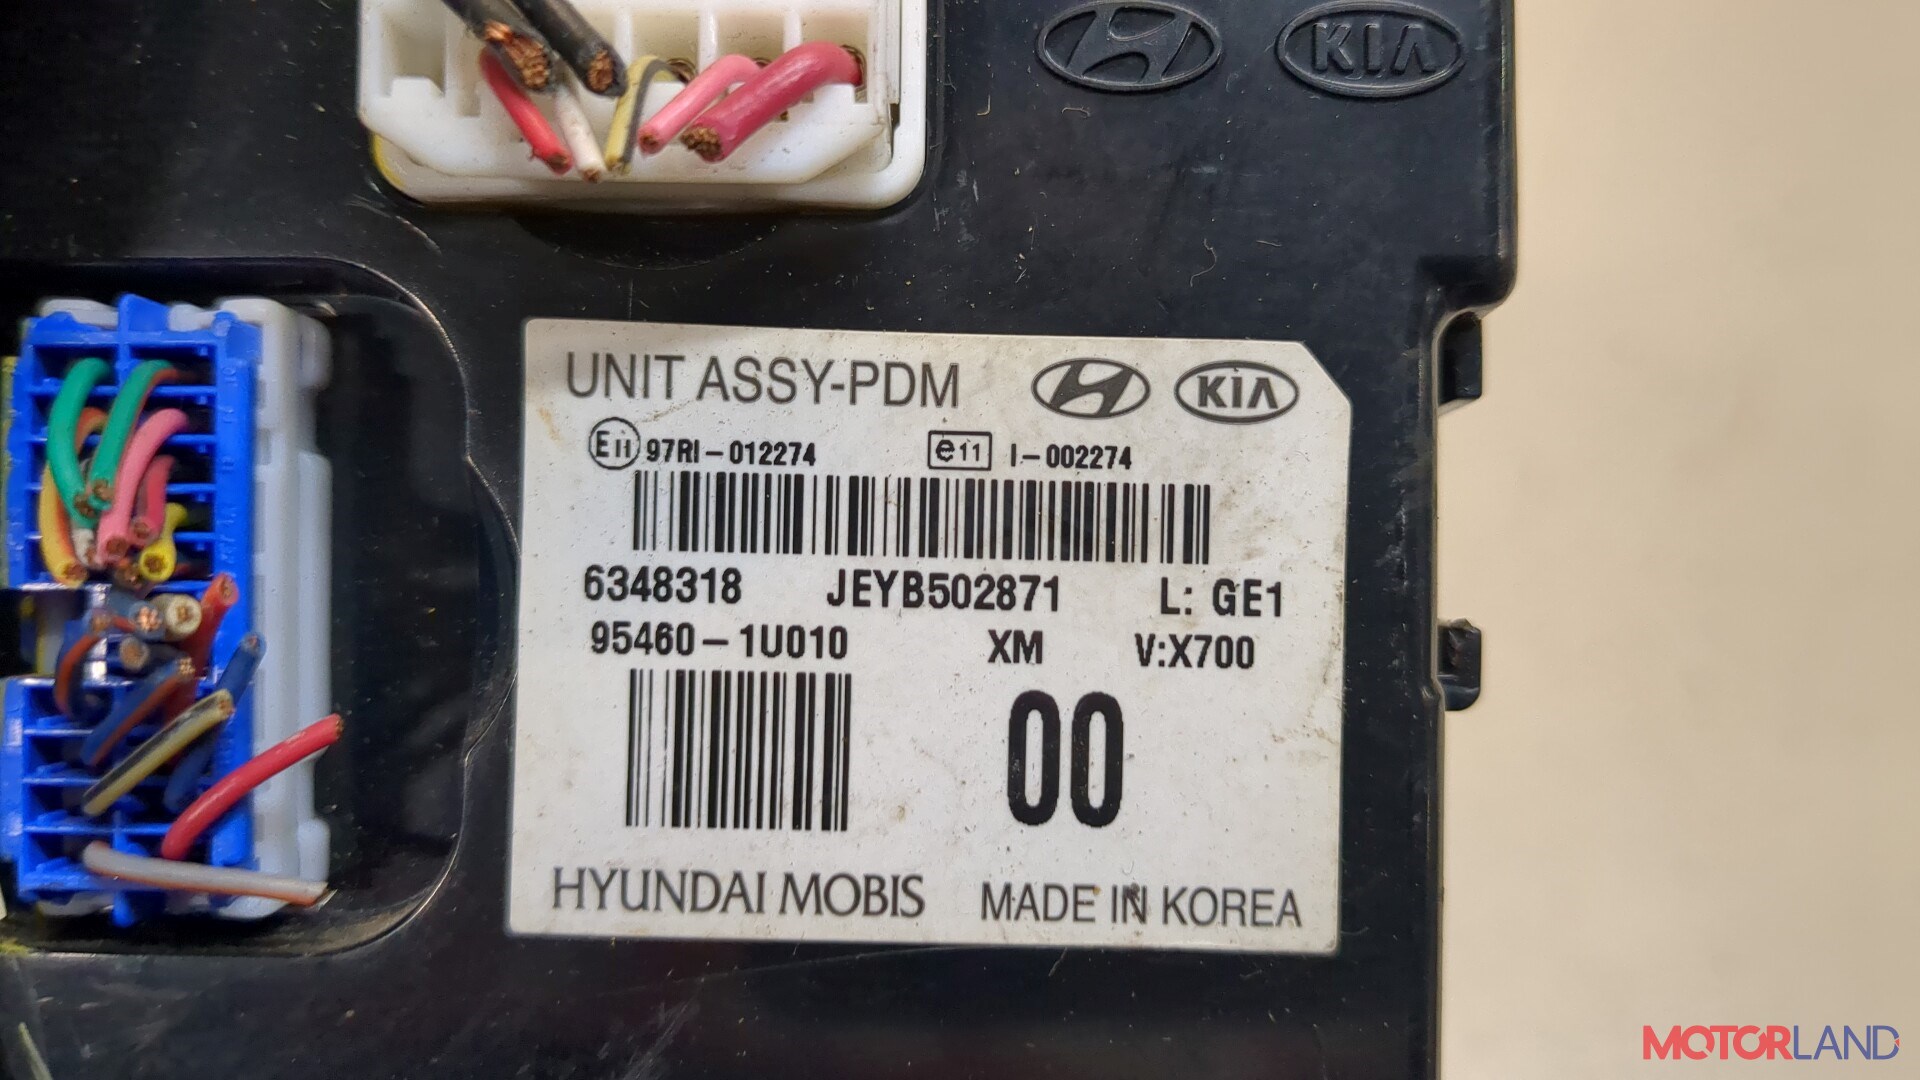 KIA
UNIT ASSY-PDM KIA
E11 97RI-012274 e11 I-002274
6348318 JEYB502871 L: GE1
95460-1U010 XM V:X700
00
HYUNDAI MOBIS MADE IN KOREA
MOTORLAND